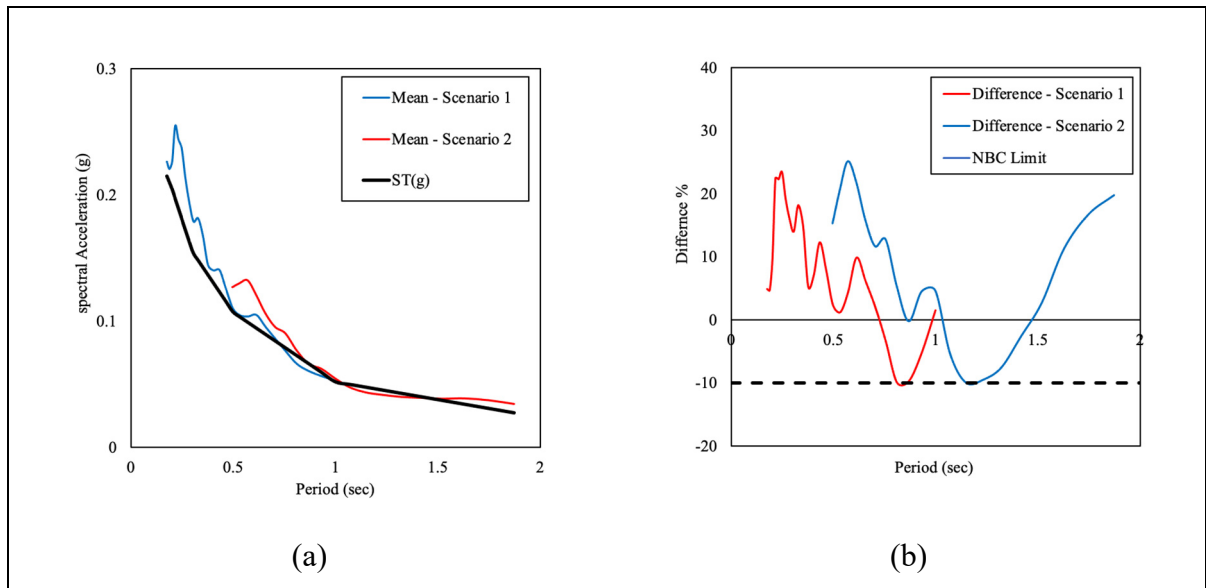 0.3
0.2
0.1
0
0
0.5
1
1.5
2
spectral Acceleration (g)
Period (sec)
Mean - Scenario 1
Mean - Scenario 2
ST(g)
(a)
40
30
20
10
0
-10
-20
0
0.5
1
1.5
2
Differnce %
Period (sec)
Difference - Scenario 1
Difference - Scenario 2
NBC Limit
(b)